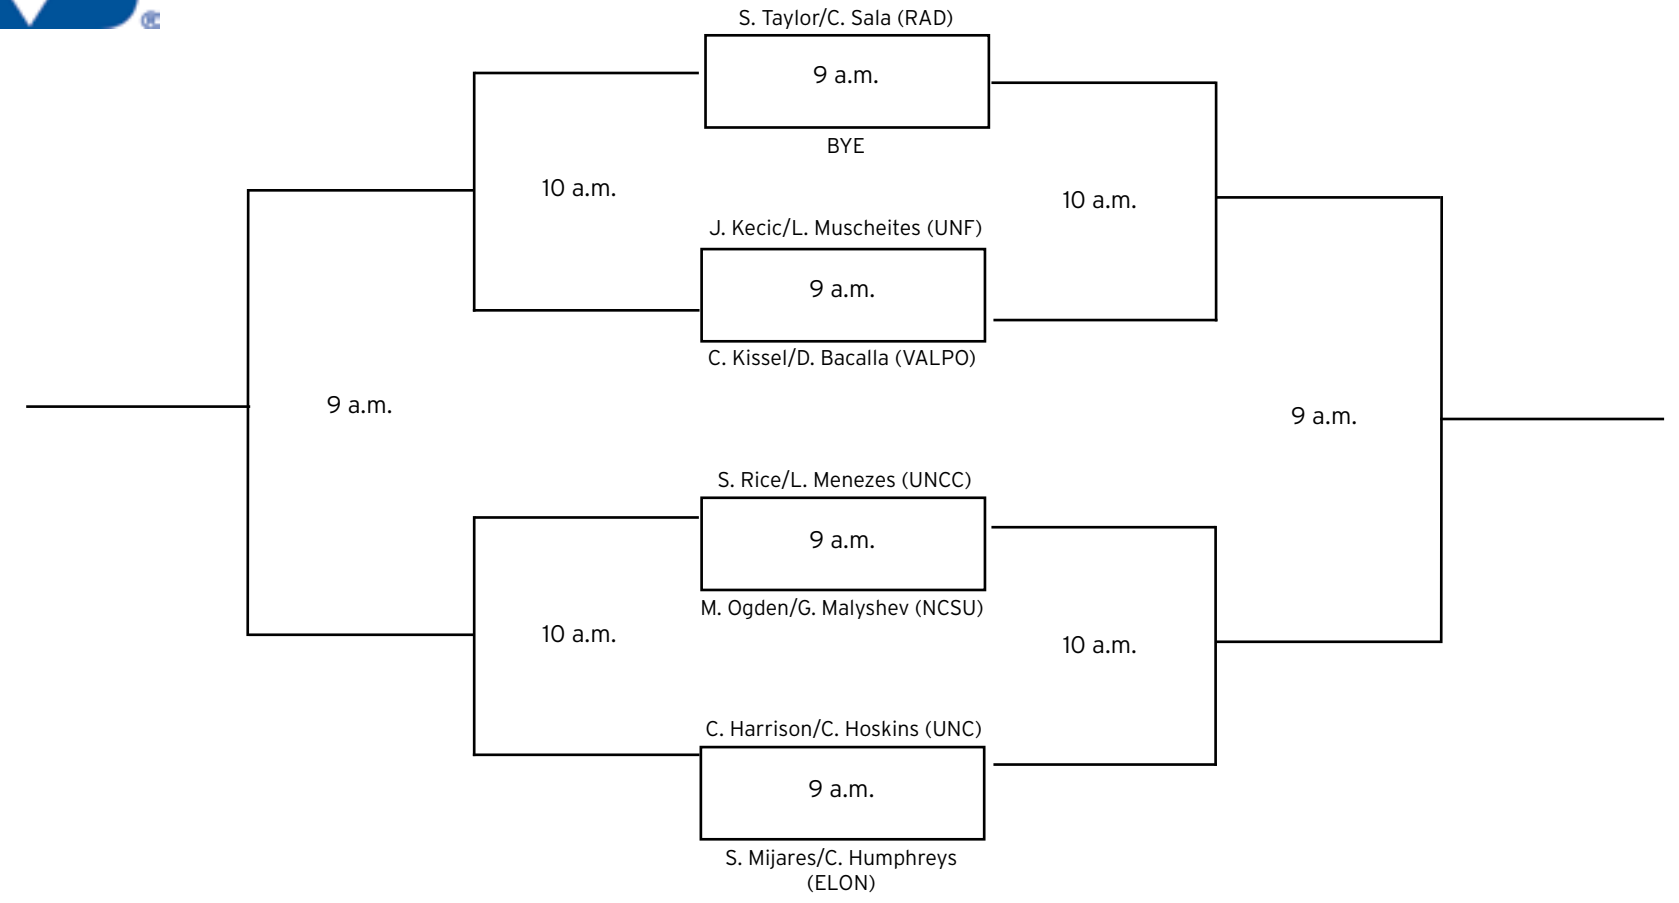 ®
S. Taylor/C. Sala (RAD)
9 a.m.
BYE
10 a.m.
10 a.m.
J. Kecic/L. Muscheites (UNF)
9 a.m.
C. Kissel/D. Bacalla (VALPO)
9 a.m.
9 a.m.
S. Rice/L. Menezes (UNCC)
9 a.m.
M. Ogden/G. Malyshev (NCSU)
10 a.m.
10 a.m.
C. Harrison/C. Hoskins (UNC)
9 a.m.
S. Mijares/C. Humphreys
(ELON)